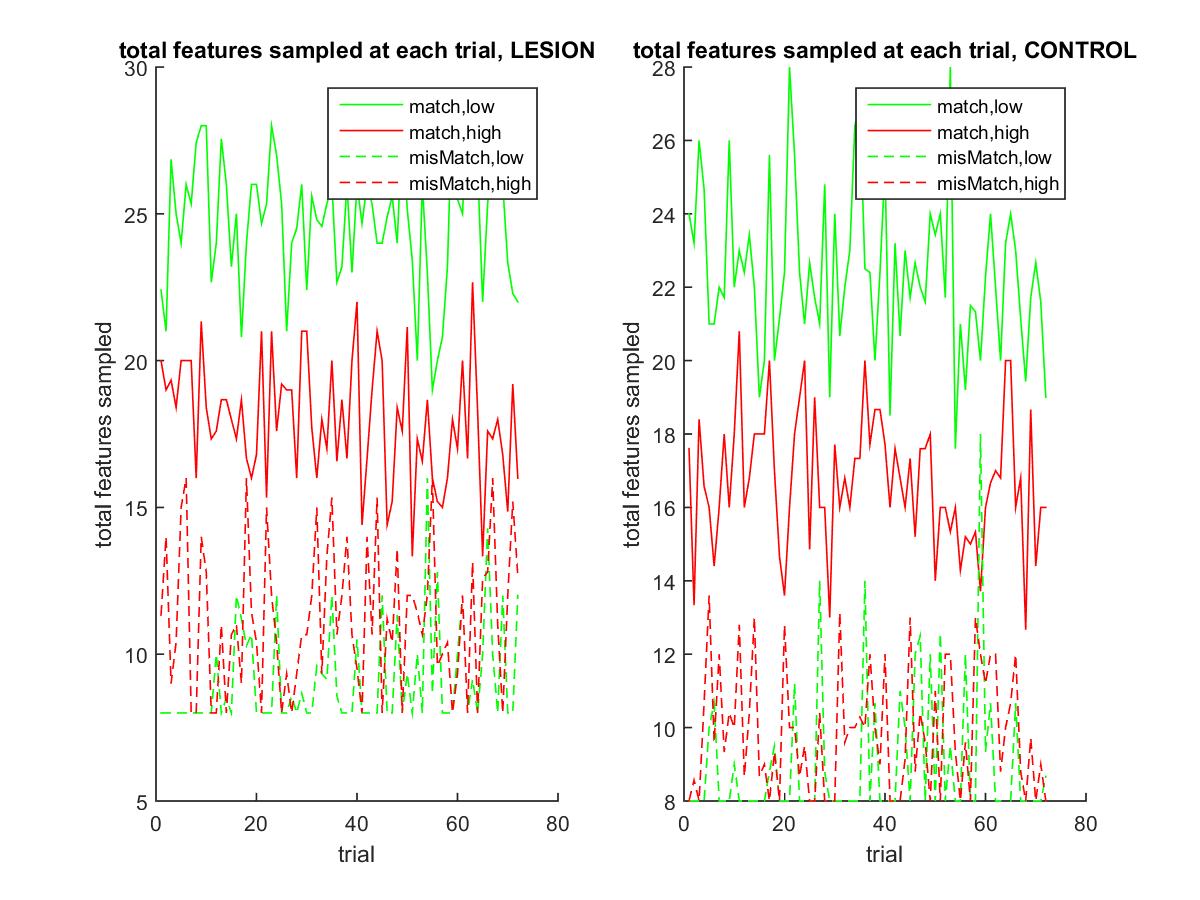 total features sampled at each trial, LESION
30
25
20
15
10
5
0
20
40
60
80
total features sampled
trial
match,low
match,high
misMatch,low
misMatch,high
total features sampled at each trial, CONTROL
28
26
24
22
20
18
16
14
12
10
8
0
20
40
60
80
total features sampled
trial
match,low
match,high
misMatch,low
misMatch,high